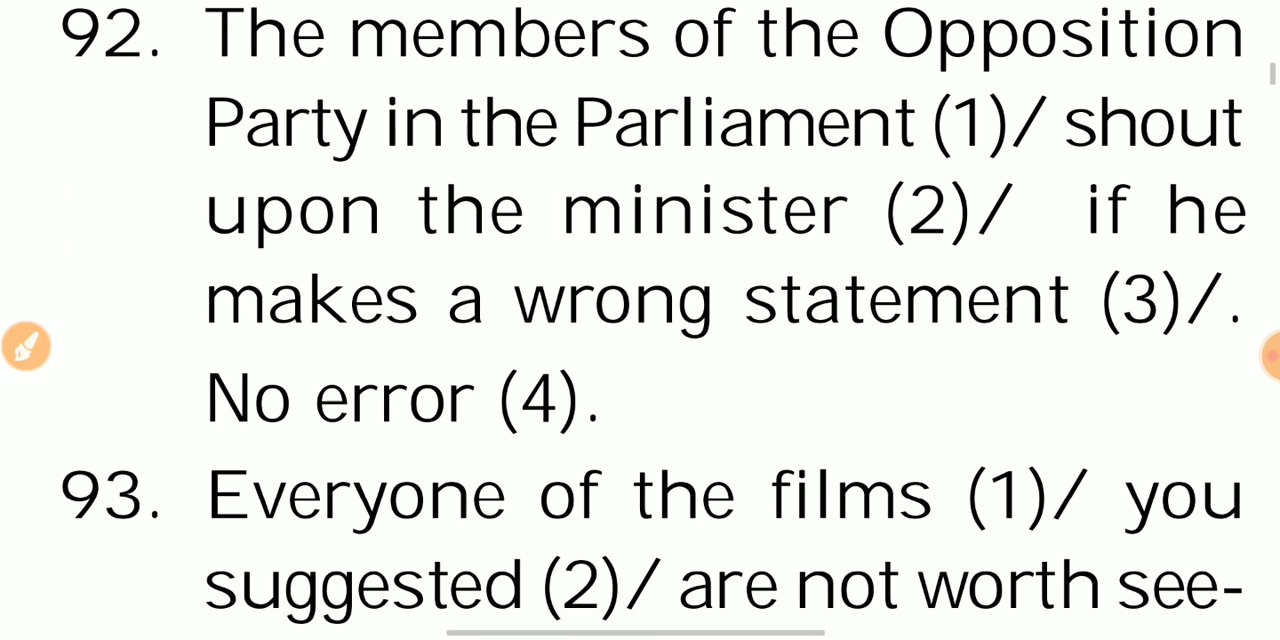 92. The members of the Opposition
Party in the Parliament (1)/ shout
upon the minister (2)/ if he
makes a wrong statement (3)/.
No error (4).
93. Everyone of the films (1)/ you
suggested (2)/ are not worth see-